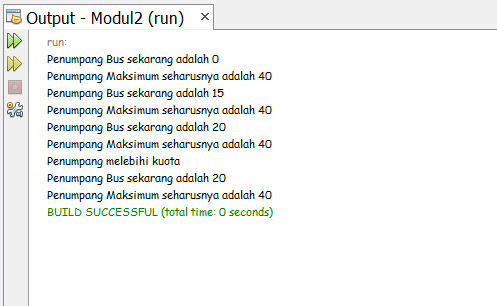 Output - Modul2 (run) ×
run:
Penumpang Bus sekarang adalah 0
Penumpang Maksimum seharusnya adalah 40
Penumpang Bus sekarang adalah 15
Penumpang Maksimum seharusnya adalah 40
Penumpang Bus sekarang adalah 20
Penumpang Maksimum seharusnya adalah 40
Penumpang melebihi kuota
Penumpang Bus sekarang adalah 20
Penumpang Maksimum seharusnya adalah 40
BUILD SUCCESSFUL (total time: 0 seconds)